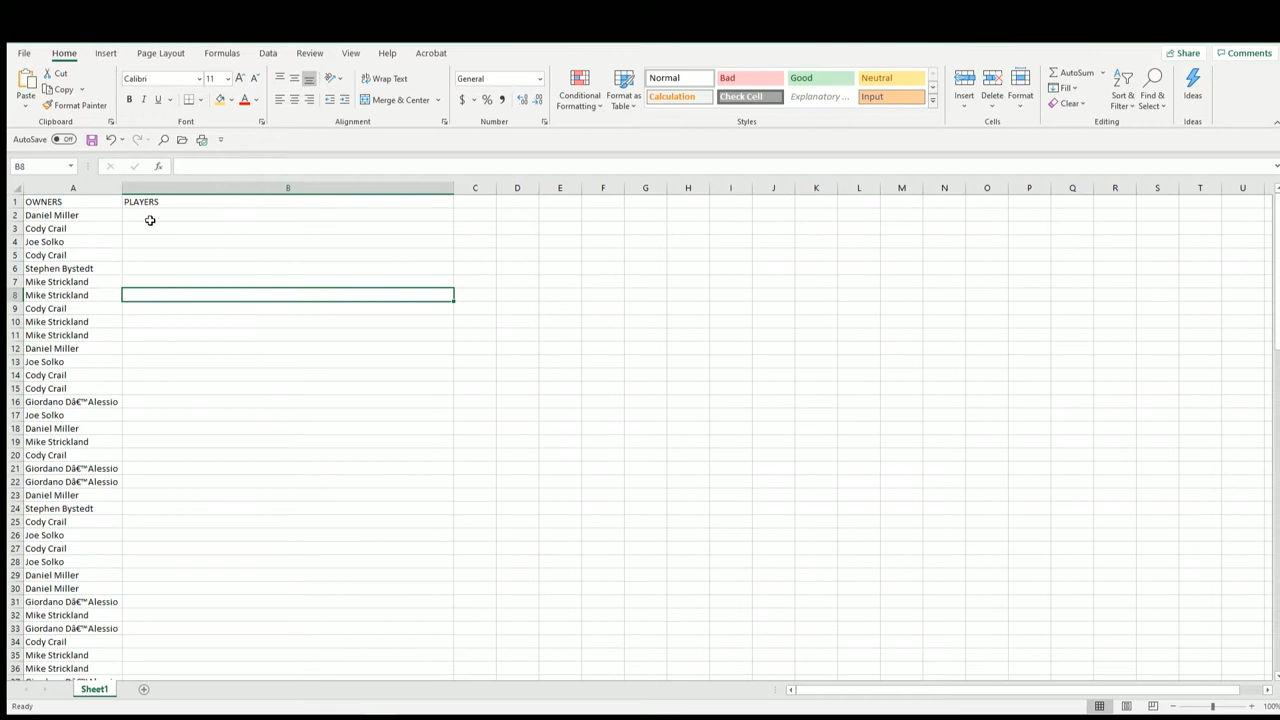 File Home Insert Page Layout Formulas Data Review View Help Acrobat Share Comments
Paste Cut Copy Format Painter Clipboard
Calibri 11 A A B I U A Font
Wrap Text Merge & Center Alignment
General $ % , Number
Conditional Formatting Format as Table
Normal Bad Good Neutral
Calculation Check Cell Explanatory ... Input
Styles
Insert Delete Format Cells
AutoSum Fill Clear Sort & Filter Find & Select Editing
Ideas Ideas
AutoSave Off
B8 fx
A B C D E F G H I J K L M N O P Q R S T U
1 OWNERS PLAYERS
2 Daniel Miller
3 Cody Crail
4 Joe Solko
5 Cody Crail
6 Stephen Bystedt
7 Mike Strickland
8 Mike Strickland
9 Cody Crail
10 Mike Strickland
11 Mike Strickland
12 Daniel Miller
13 Joe Solko
14 Cody Crail
15 Cody Crail
16 Giordano Dâ€™Alessio
17 Joe Solko
18 Daniel Miller
19 Mike Strickland
20 Cody Crail
21 Giordano Dâ€™Alessio
22 Giordano Dâ€™Alessio
23 Daniel Miller
24 Stephen Bystedt
25 Cody Crail
26 Joe Solko
27 Cody Crail
28 Joe Solko
29 Daniel Miller
30 Daniel Miller
31 Giordano Dâ€™Alessio
32 Mike Strickland
33 Giordano Dâ€™Alessio
34 Cody Crail
35 Mike Strickland
36 Mike Strickland
Sheet1
Ready 100%